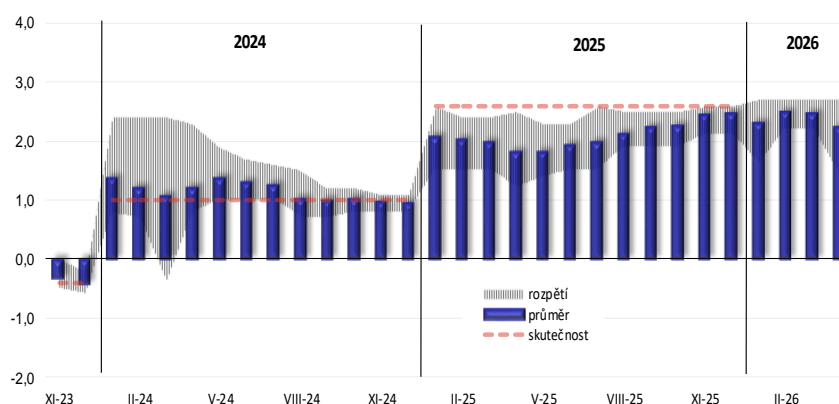 4,0
3,0
2,0
1,0
0,0
-1,0
-2,0
2024
2025
2026
rozpětí
průměr
skutečnost
XI-23
II-24
V-24
VIII-24
XI-24
II-25
V-25
VIII-25
XI-25
II-26